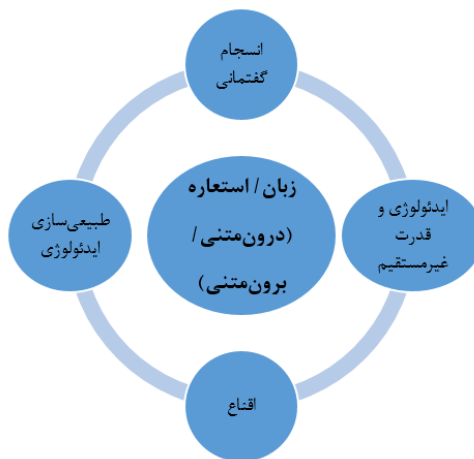 انسجام
گفتمانی
زبان / استعاره
(درون‌متنی /
برون‌متنی)
ایدئولوژی و
قدرت
غیرمستقیم
طبیعی‌سازی
ایدئولوژی
اقناع